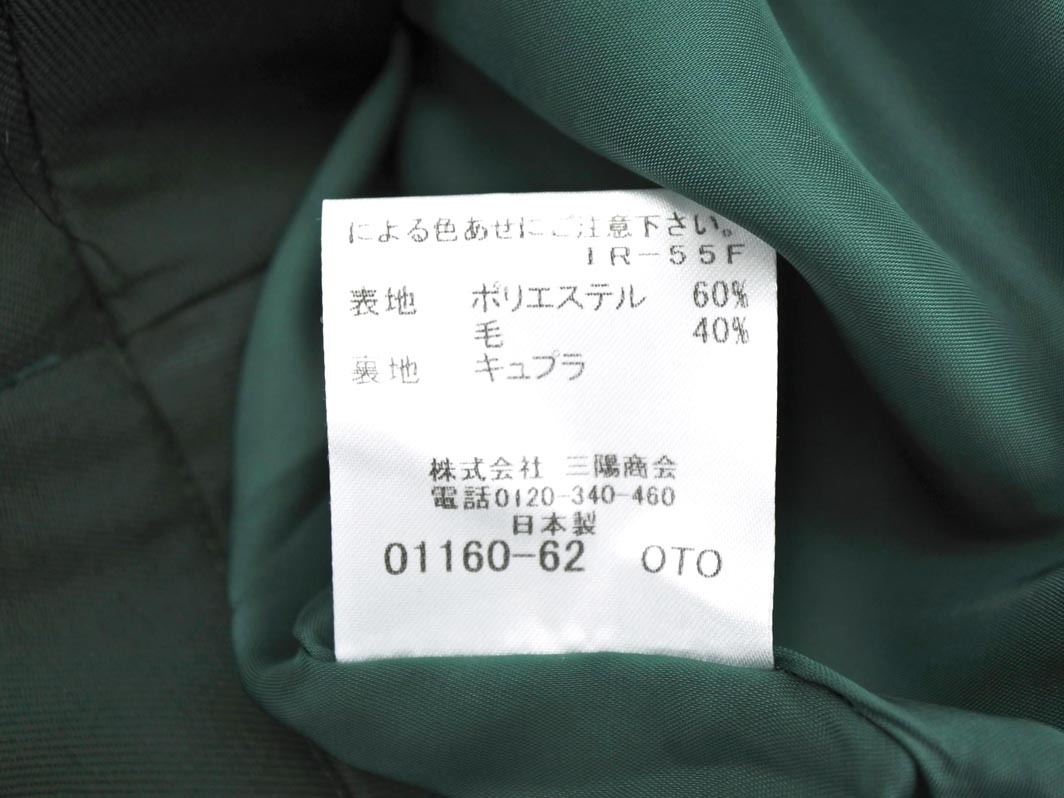 による色あせにご注意下さい。
IR-55F
表地 ポリエステル 60%
毛 40%
裏地 キュプラ
株式会社 三陽商会
電話0120-340-460
日本製
01160-62 OTO